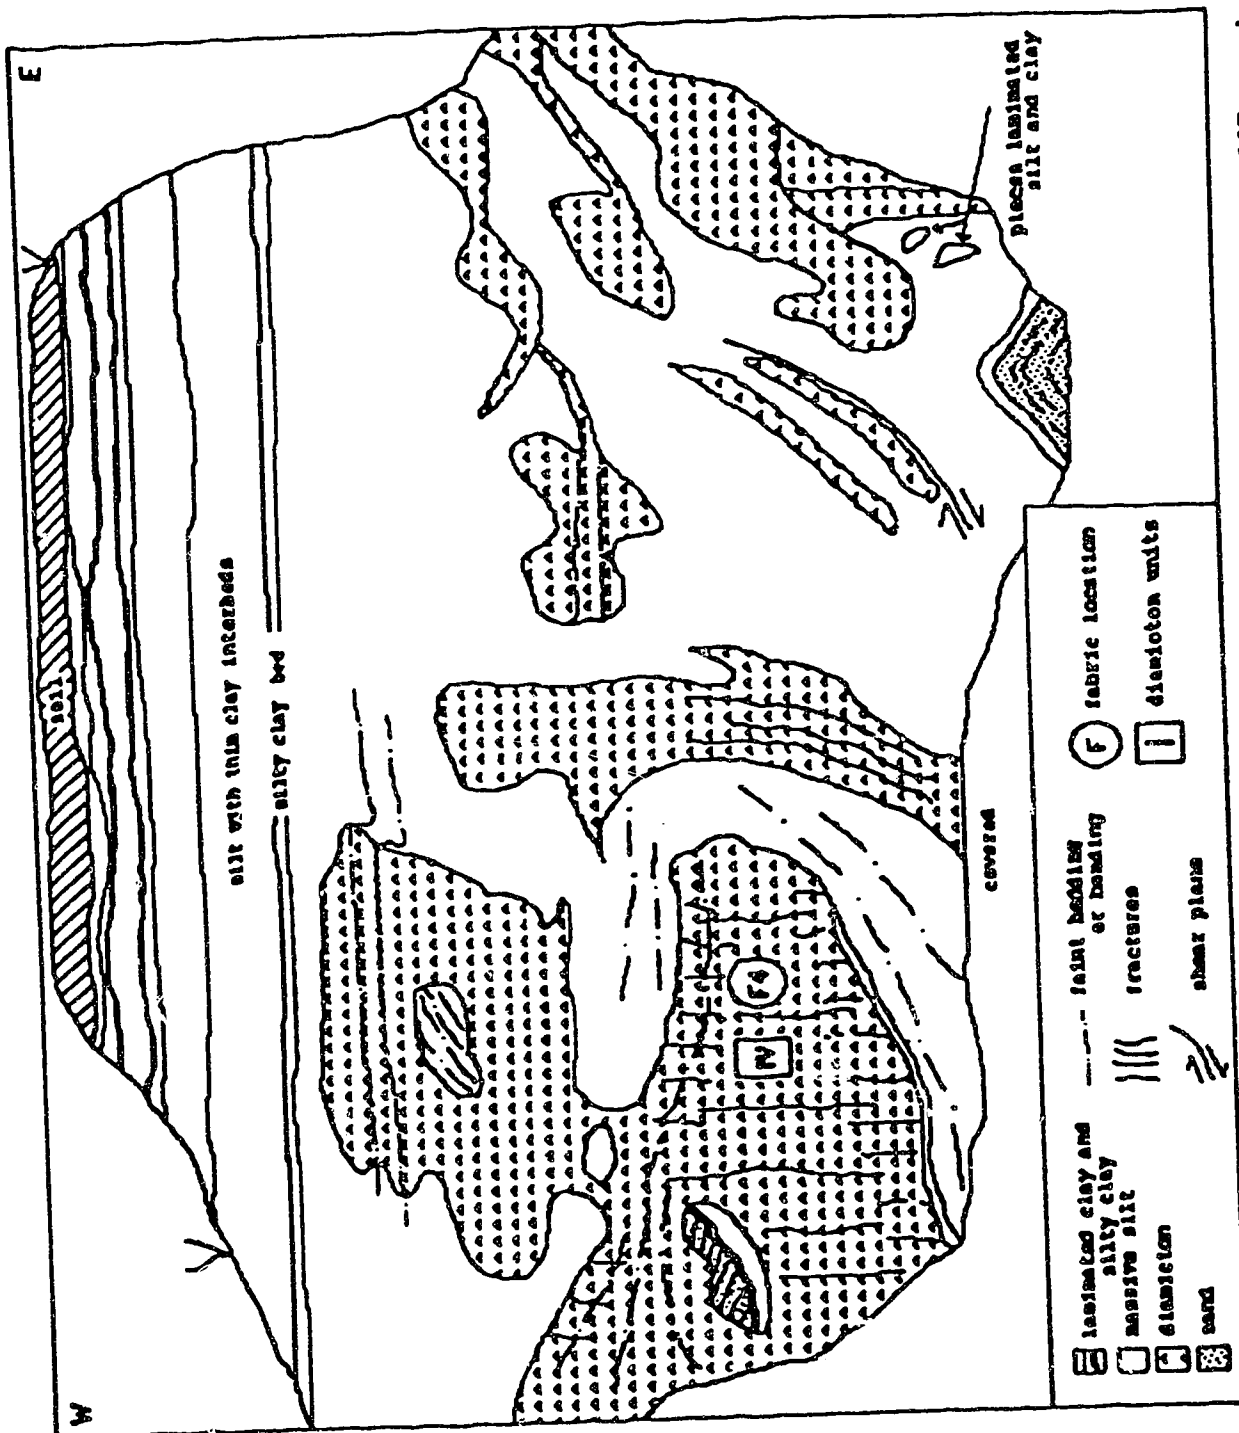 W
E
soil
silt with thin clay interbeds
silty clay bed
pieces laminated
silt and clay
F4
IV
covered
laminated clay and
silty clay
massive silt
diamicton
sand
faint bedding
or banding
fractures
shear plane
F
fabric location
I
diamicton units